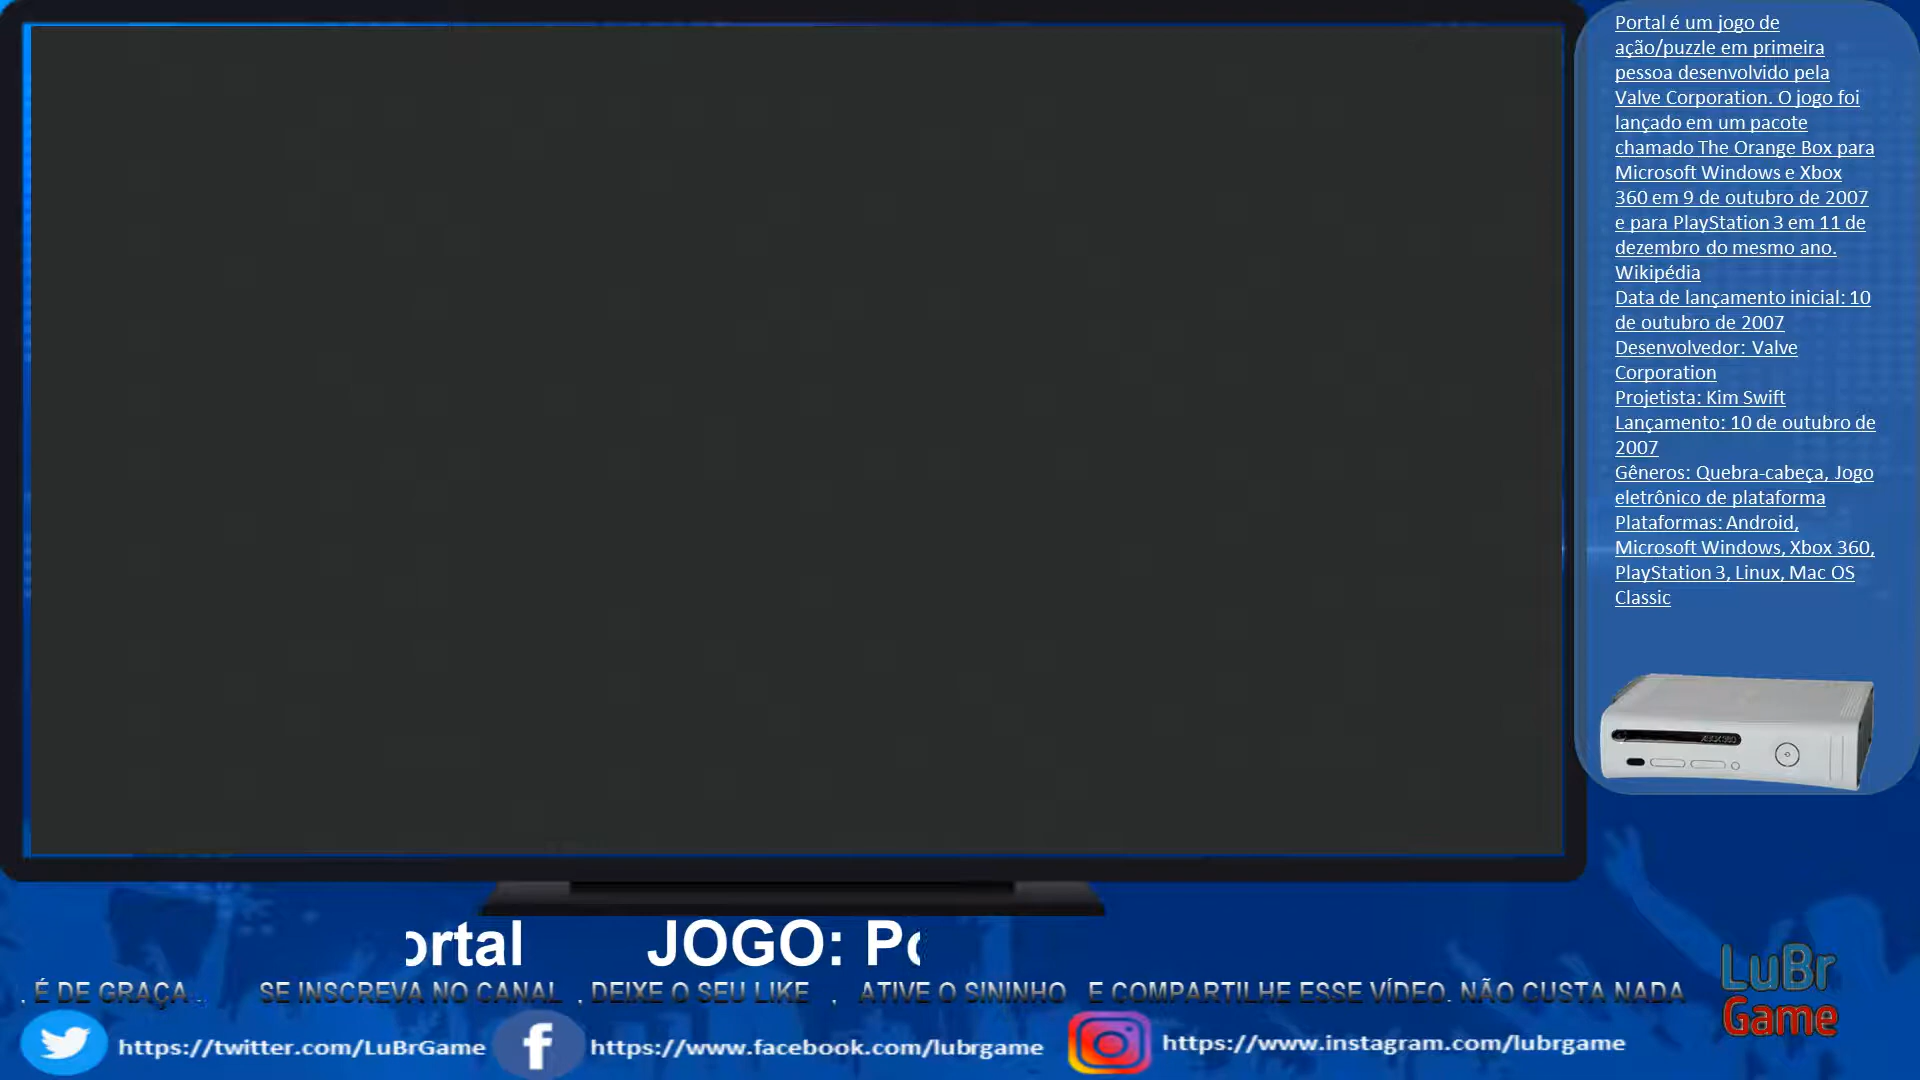 Portal é um jogo de
ação/puzzle em primeira
pessoa desenvolvido pela
Valve Corporation. O jogo foi
lançado em um pacote
chamado The Orange Box para
Microsoft Windows e Xbox
360 em 9 de outubro de 2007
e para PlayStation 3 em 11 de
dezembro do mesmo ano.
Wikipédia
Data de lançamento inicial: 10
de outubro de 2007
Desenvolvedor: Valve
Corporation
Projetista: Kim Swift
Lançamento: 10 de outubro de
2007
Gêneros: Quebra-cabeça, Jogo
eletrônico de plataforma
Plataformas: Android,
Microsoft Windows, Xbox 360,
PlayStation 3, Linux, Mac OS
Classic
XBOX 360
ortal JOGO: Po
, É DE GRAÇA . SE INSCREVA NO CANAL , DEIXE O SEU LIKE , ATIVE O SININHO E COMPARTILHE ESSE VÍDEO. NÃO CUSTA NADA
LuBr
Game
https://twitter.com/LuBrGame https://www.facebook.com/lubrgame https://www.instagram.com/lubrgame